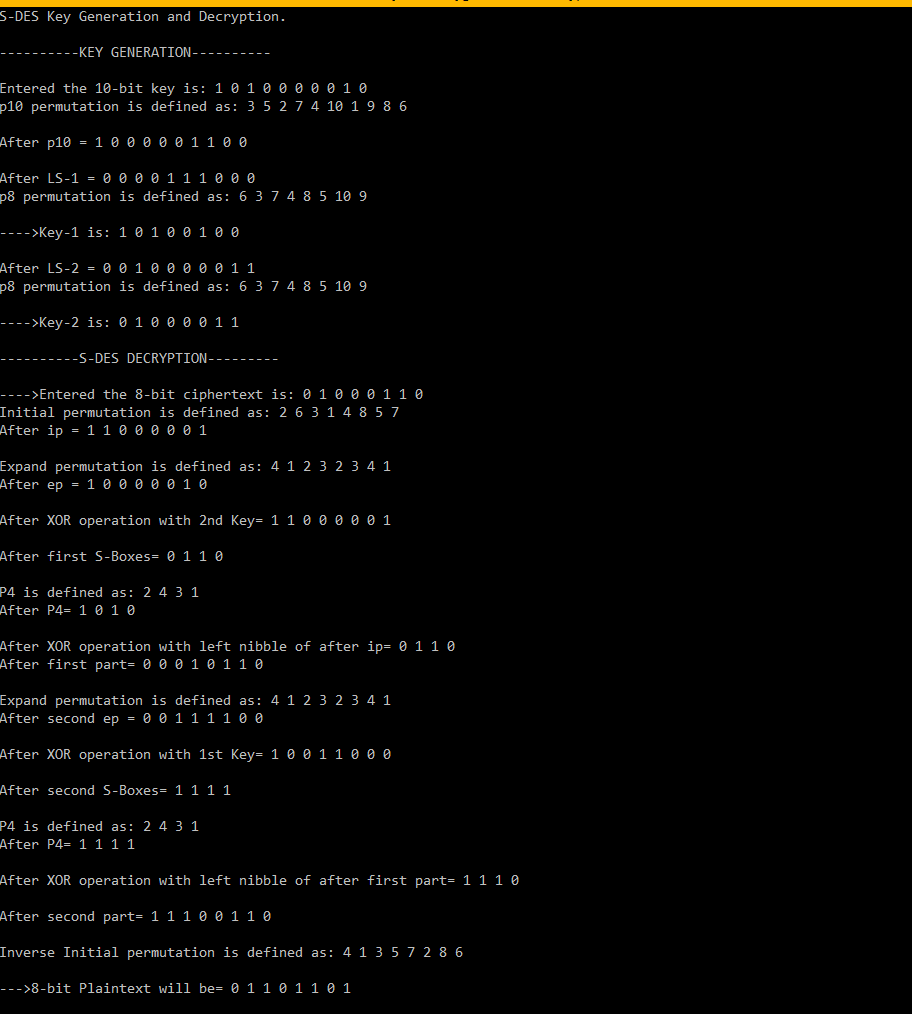 S-DES Key Generation and Decryption.
----------KEY GENERATION----------
Entered the 10-bit key is: 1 0 1 0 0 0 0 0 1 0
p10 permutation is defined as: 3 5 2 7 4 10 1 9 8 6
After p10 = 1 0 0 0 0 0 1 1 0 0
After LS-1 = 0 0 0 0 1 1 1 0 0 0
p8 permutation is defined as: 6 3 7 4 8 5 10 9
---->Key-1 is: 1 0 1 0 0 1 0 0
After LS-2 = 0 0 1 0 0 0 0 0 1 1
p8 permutation is defined as: 6 3 7 4 8 5 10 9
---->Key-2 is: 0 1 0 0 0 0 1 1
----------S-DES DECRYPTION---------
---->Entered the 8-bit ciphertext is: 0 1 0 0 0 1 1 0
Initial permutation is defined as: 2 6 3 1 4 8 5 7
After ip = 1 1 0 0 0 0 0 1
Expand permutation is defined as: 4 1 2 3 2 3 4 1
After ep = 1 0 0 0 0 0 1 0
After XOR operation with 2nd Key= 1 1 0 0 0 0 0 1
After first S-Boxes= 0 1 1 0
P4 is defined as: 2 4 3 1
After P4= 1 0 1 0
After XOR operation with left nibble of after ip= 0 1 1 0
After first part= 0 0 0 1 0 1 1 0
Expand permutation is defined as: 4 1 2 3 2 3 4 1
After second ep = 0 0 1 1 1 1 0 0
After XOR operation with 1st Key= 1 0 0 1 1 0 0 0
After second S-Boxes= 1 1 1 1
P4 is defined as: 2 4 3 1
After P4= 1 1 1 1
After XOR operation with left nibble of after first part= 1 1 1 0
After second part= 1 1 1 0 0 1 1 0
Inverse Initial permutation is defined as: 4 1 3 5 7 2 8 6
--->8-bit Plaintext will be= 0 1 1 0 1 1 0 1